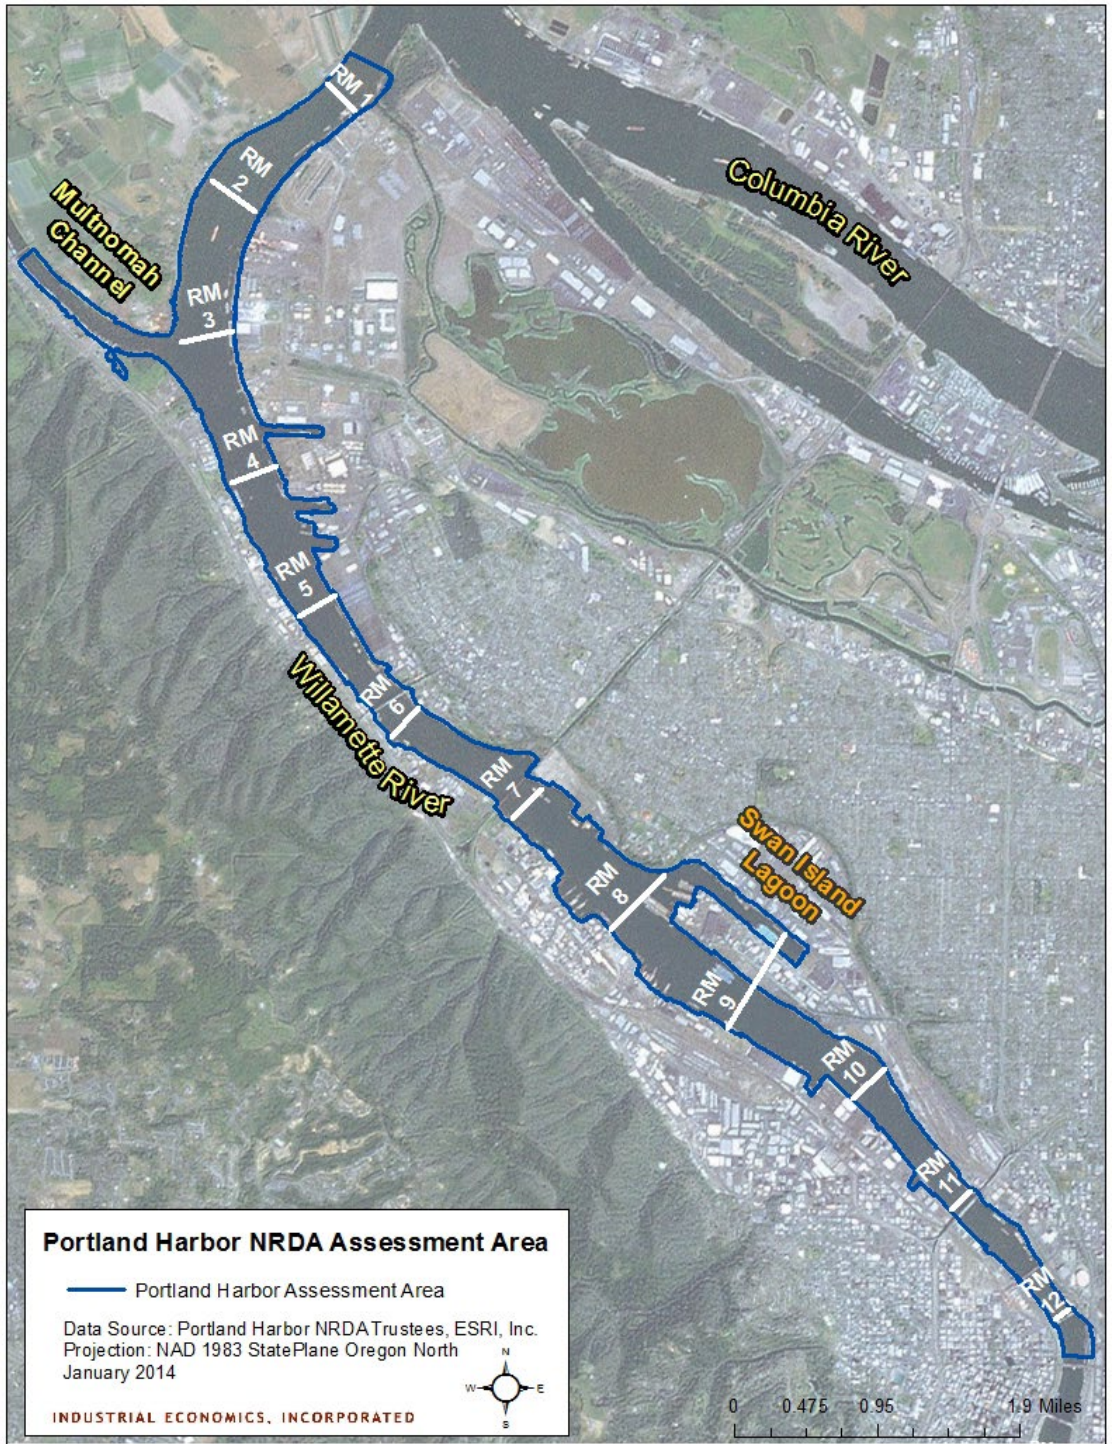 RM 1
RM
2
Columbia River
Multnomah
Channel
RM
3
RM
4
RM
5
Willamette River
RM
6
RM
7
RM
8
Swan Island
Lagoon
RM
9
RM
10
RM
11
RM
12
Portland Harbor NRDA Assessment Area
Portland Harbor Assessment Area
Data Source: Portland Harbor NRDA Trustees, ESRI, Inc.
Projection: NAD 1983 StatePlane Oregon North
January 2014
N
W E
S
INDUSTRIAL ECONOMICS, INCORPORATED
0 0.475 0.95 1.9 Miles